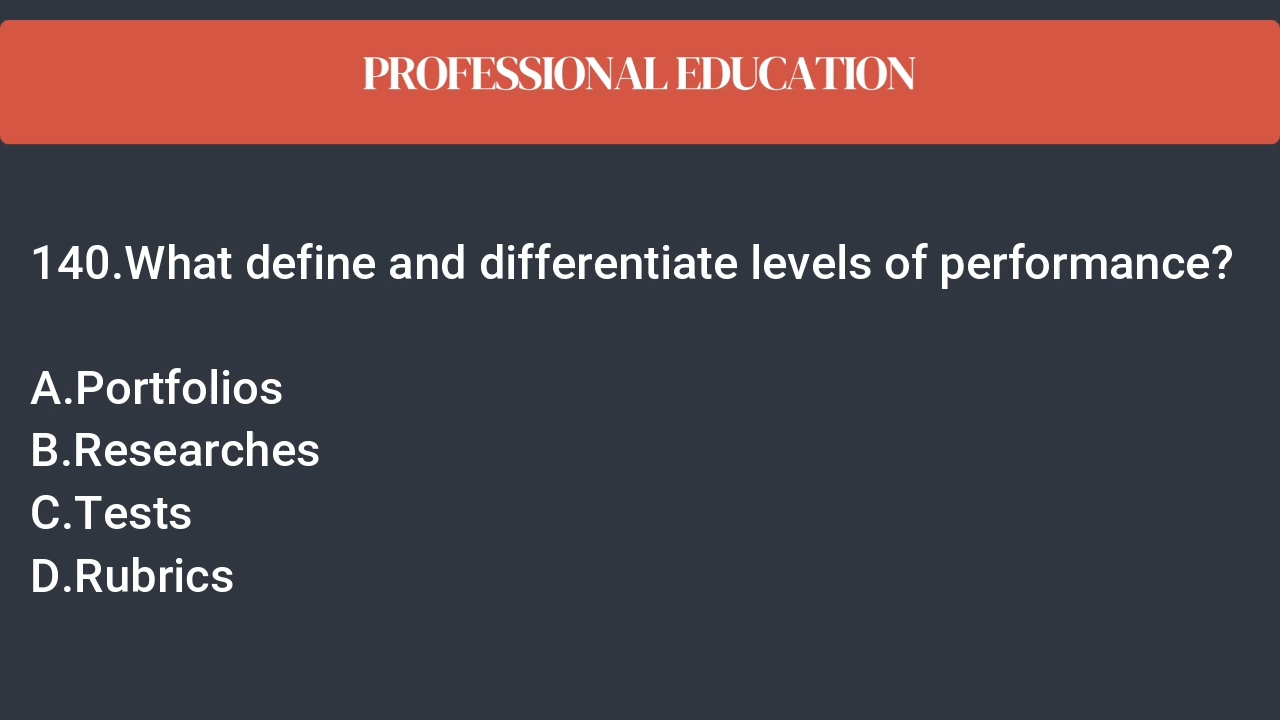 PROFESSIONAL EDUCATION
140.What define and differentiate levels of performance?
A.Portfolios
B.Researches
C.Tests
D.Rubrics